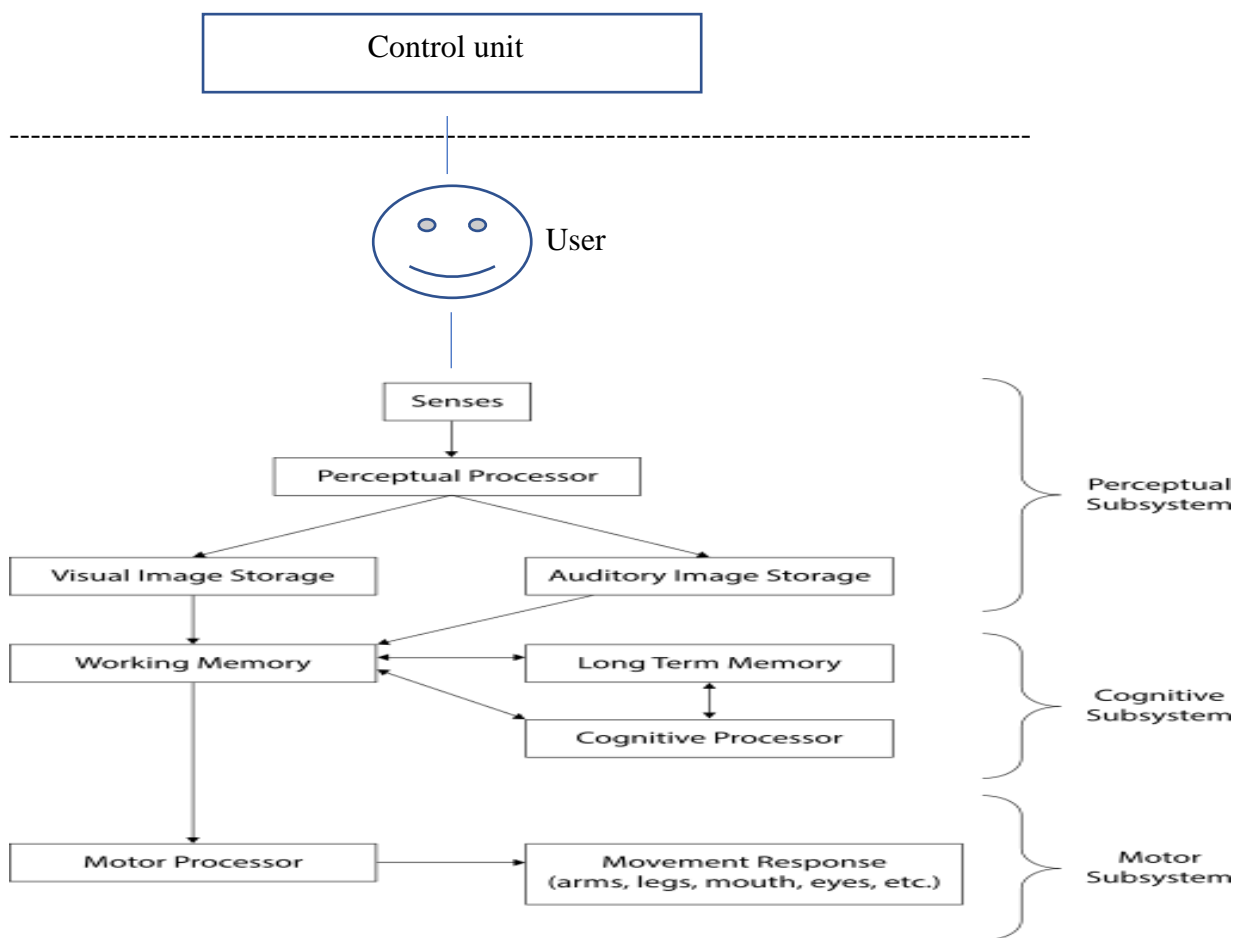 Control unit
User
Senses
Perceptual Processor
Perceptual
Subsystem
Visual Image Storage
Auditory Image Storage
Working Memory
Long Term Memory
Cognitive
Subsystem
Cognitive Processor
Motor Processor
Movement Response
(arms, legs, mouth, eyes, etc.)
Motor
Subsystem